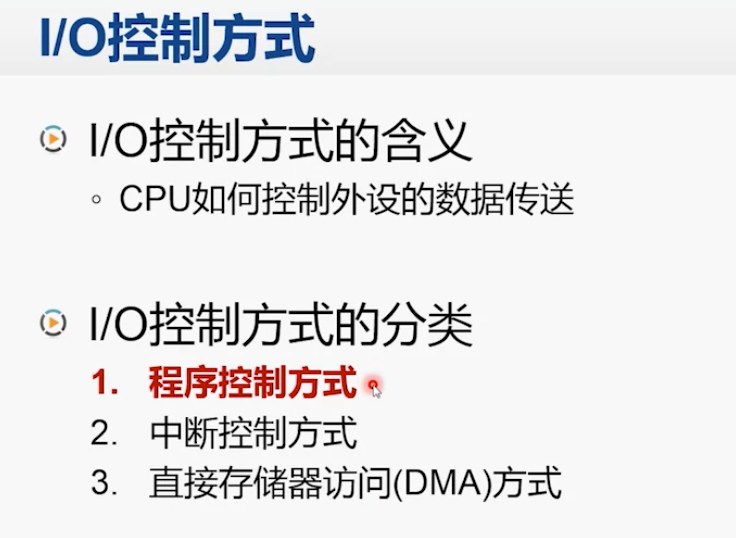 I/O控制方式
I/O控制方式的含义
CPU如何控制外设的数据传送
I/O控制方式的分类
1. 程序控制方式
2. 中断控制方式
3. 直接存储器访问(DMA)方式